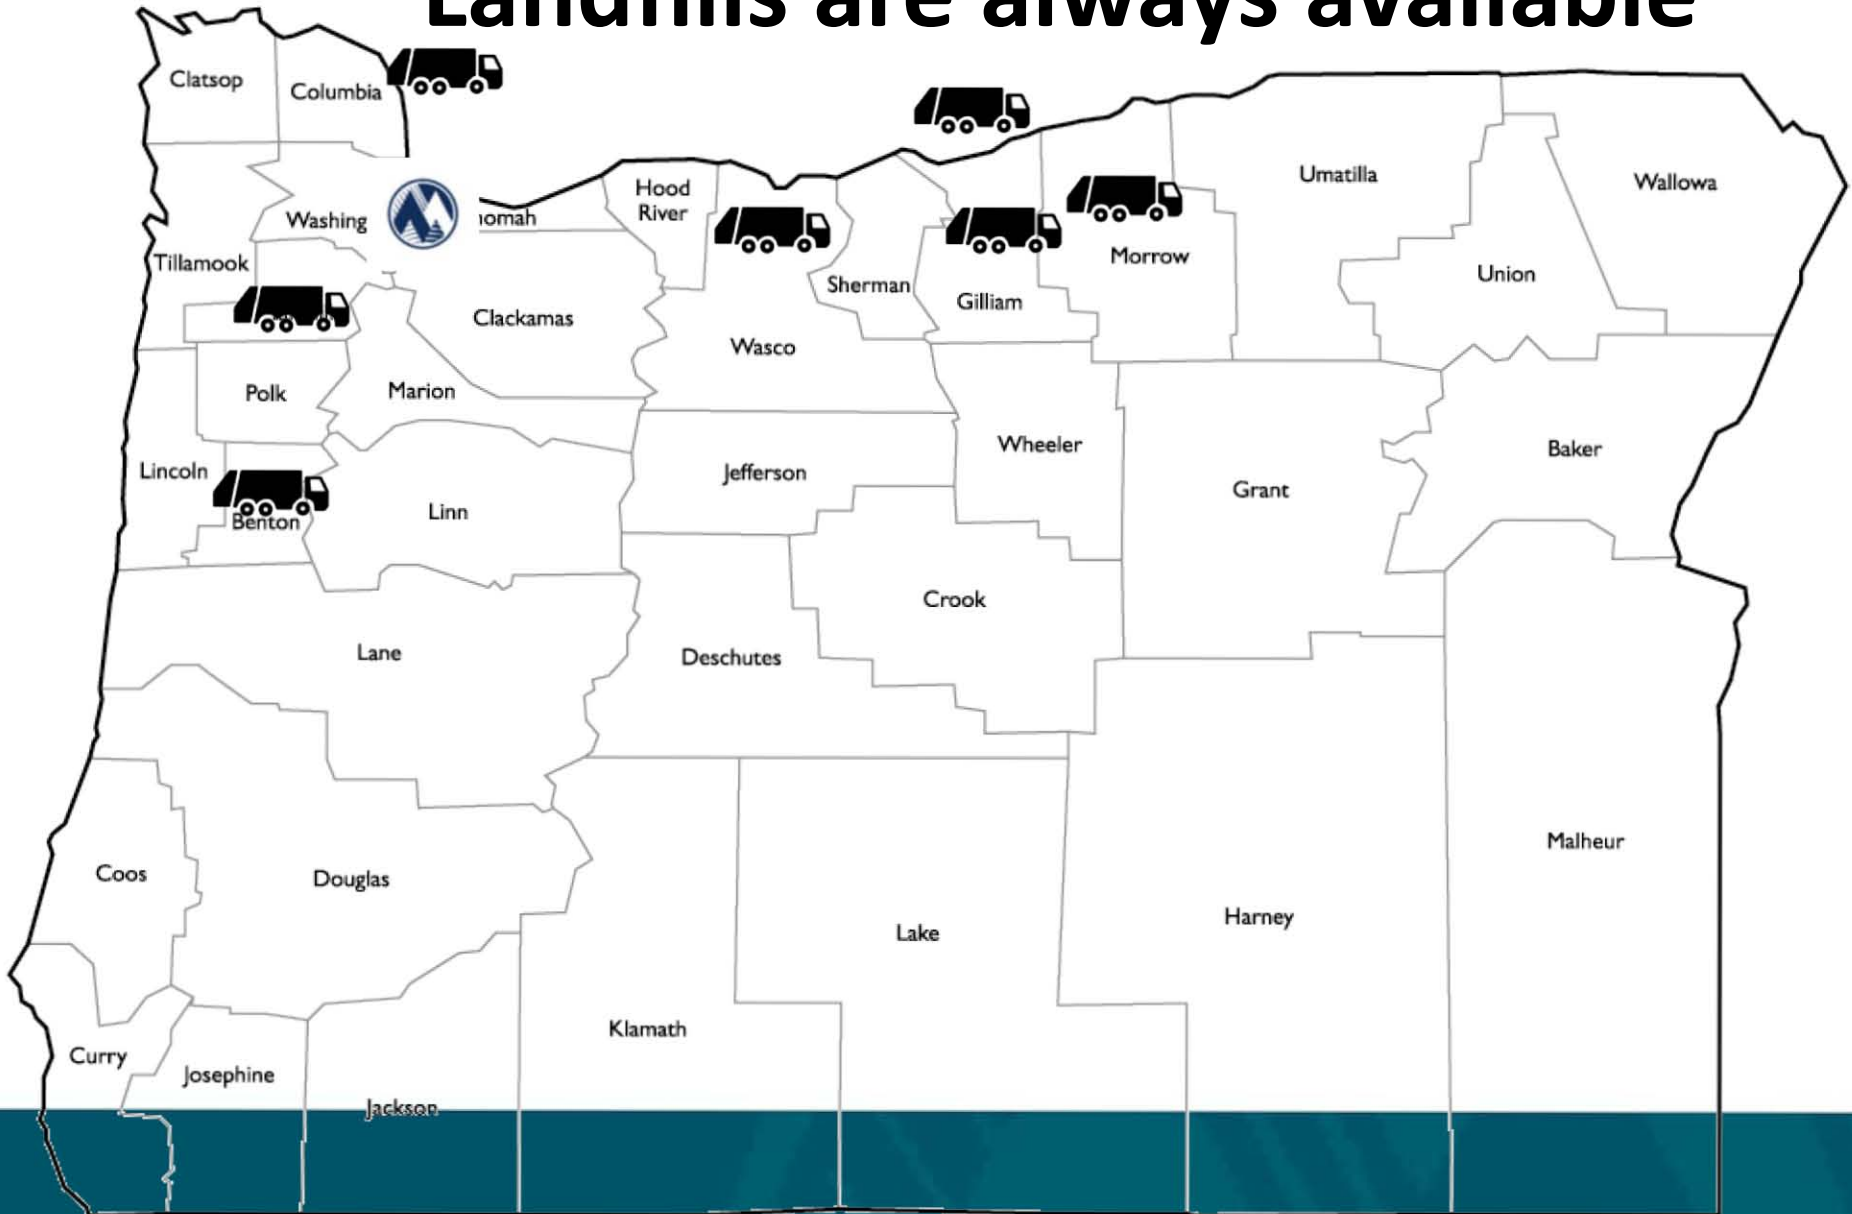 Landfills are always available
Clatsop
Columbia
Hood
River
Umatilla
Wallowa
Washing
nomah
Tillamook
Morrow
Union
Sherman
Gilliam
Clackamas
Wasco
Polk
Marion
Lincoln
Jefferson
Wheeler
Baker
Grant
Linn
Benton
Crook
Lane
Deschutes
Malheur
Coos
Douglas
Harney
Lake
Klamath
Curry
Josephine
Jackson